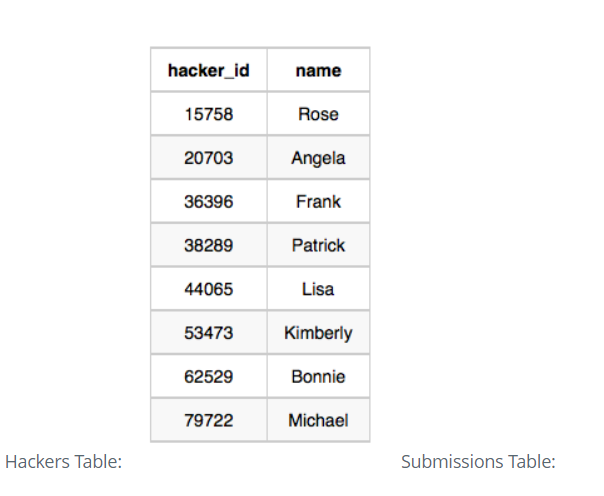 hacker_id name
15758 Rose
20703 Angela
36396 Frank
38289 Patrick
44065 Lisa
53473 Kimberly
62529 Bonnie
79722 Michael
Hackers Table: Submissions Table: